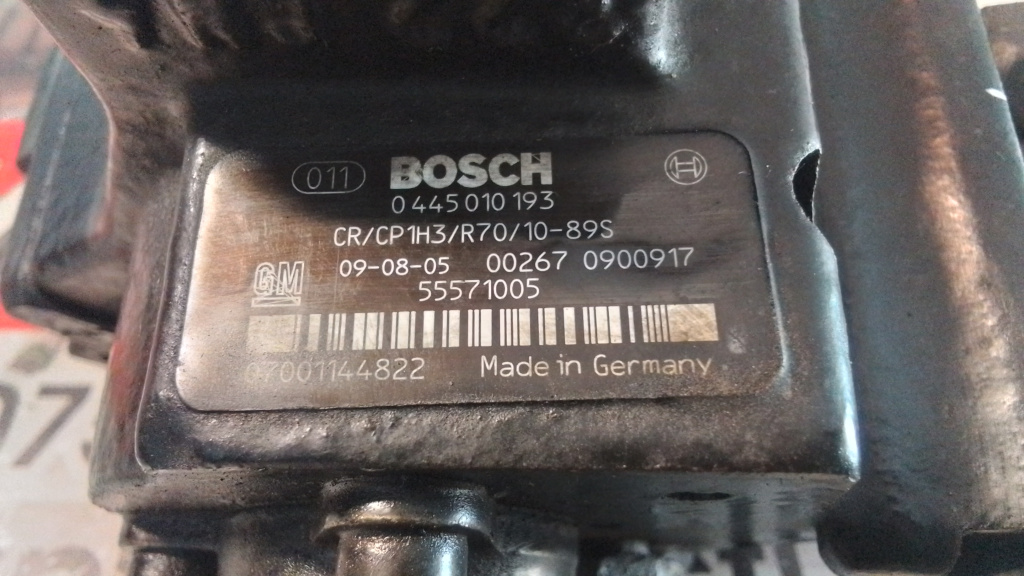 011 BOSCH
0 445 010 193
CR/CP1H3/R70/10-89S
GM 09-08-05 00267 0900917
55571005
07001144822 Made in Germany